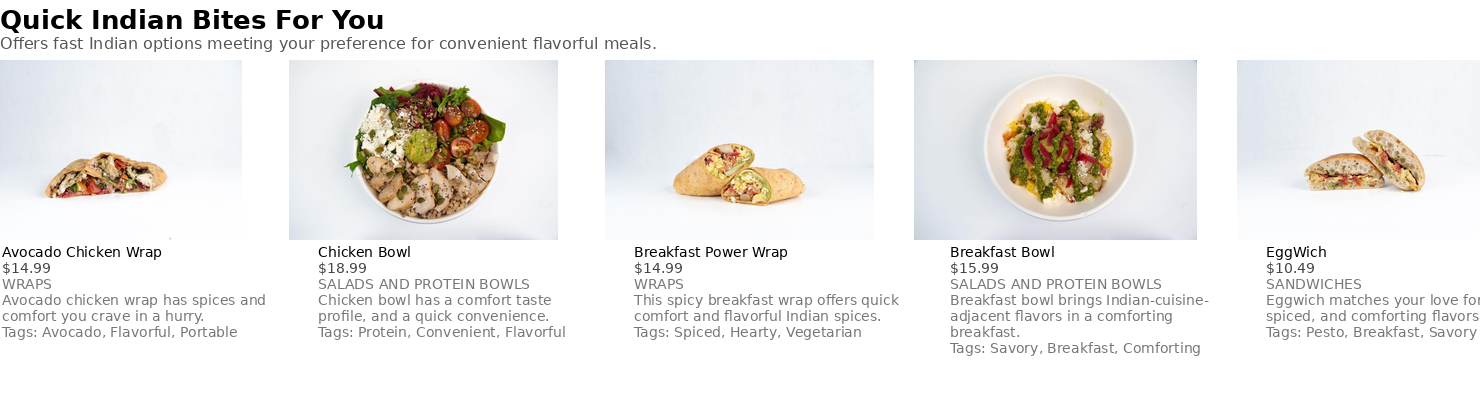 Quick Indian Bites For You
Offers fast Indian options meeting your preference for convenient flavorful meals.
Avocado Chicken Wrap
$14.99
WRAPS
Avocado chicken wrap has spices and
comfort you crave in a hurry.
Tags: Avocado, Flavorful, Portable
Chicken Bowl
$18.99
SALADS AND PROTEIN BOWLS
Chicken bowl has a comfort taste
profile, and a quick convenience.
Tags: Protein, Convenient, Flavorful
Breakfast Power Wrap
$14.99
WRAPS
This spicy breakfast wrap offers quick
comfort and flavorful Indian spices.
Tags: Spiced, Hearty, Vegetarian
Breakfast Bowl
$15.99
SALADS AND PROTEIN BOWLS
Breakfast bowl brings Indian-cuisine-
adjacent flavors in a comforting
breakfast.
Tags: Savory, Breakfast, Comforting
EggWich
$10.49
SANDWICHES
Eggwich matches your love for
spiced, and comforting flavors
Tags: Pesto, Breakfast, Savory